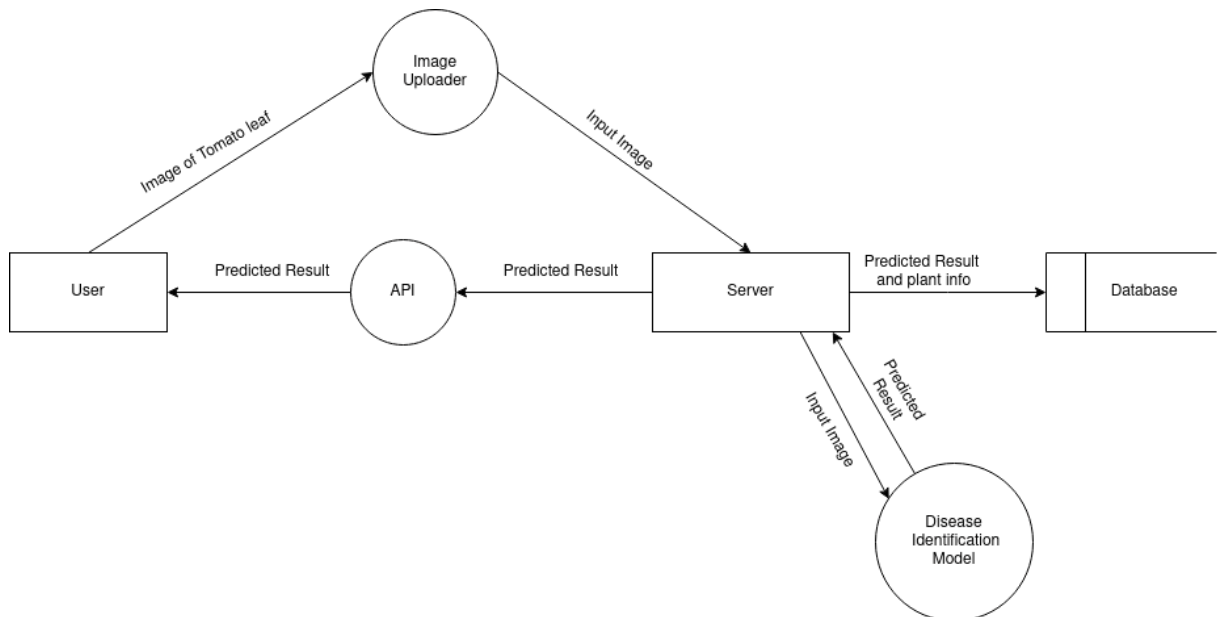 Image
Uploader
Image of Tomato leaf
Input Image
User
Predicted Result
API
Predicted Result
Server
Predicted Result
and plant info
Database
Input Image
Predicted
Result
Disease
Identification
Model